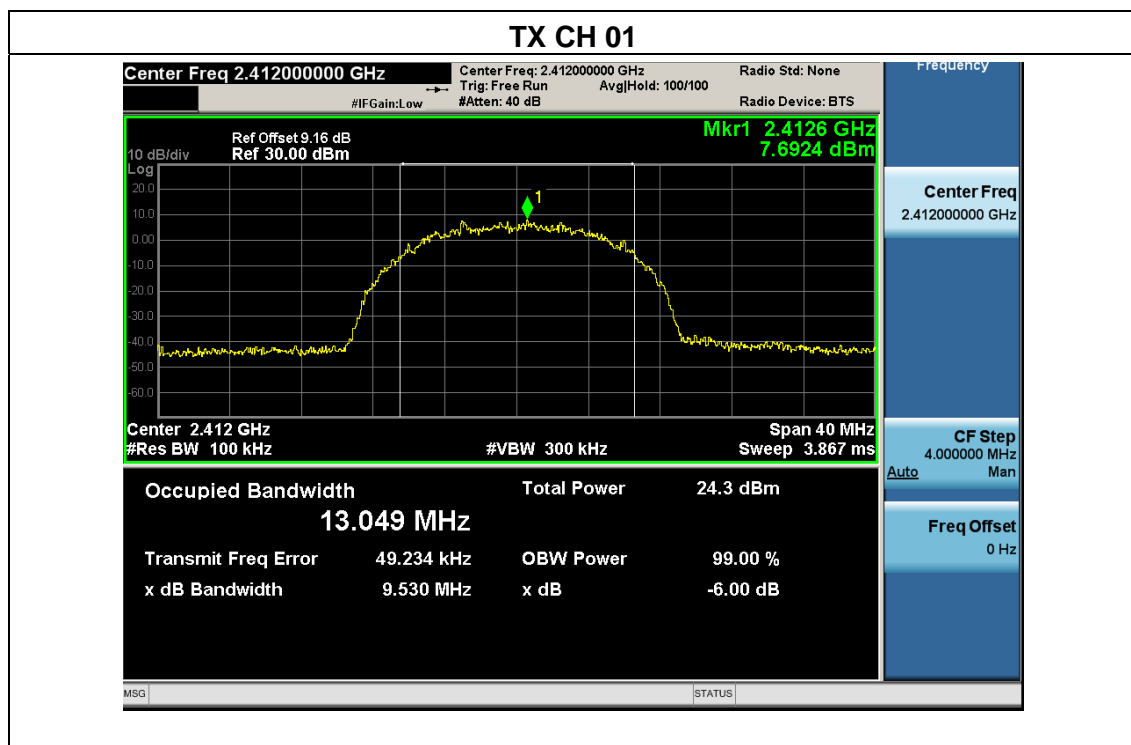 TX CH 01
Center Freq 2.412000000 GHz
Center Freq: 2.412000000 GHz
Radio Std: None
Frequency
Trig: Free Run
Avg|Hold: 100/100
#IFGain:Low
#Atten: 40 dB
Radio Device: BTS
Ref Offset 9.16 dB
Mkr1 2.4126 GHz
10 dB/div
Ref 30.00 dBm
7.6924 dBm
Log
1
20.0
10.0
0.00
-10.0
-20.0
-30.0
-40.0
-50.0
-60.0
Center 2.412 GHz
Span 40 MHz
#Res BW 100 kHz
#VBW 300 kHz
Sweep 3.867 ms
Center Freq
2.412000000 GHz
CF Step
4.000000 MHz
Auto Man
Freq Offset
0 Hz
Occupied Bandwidth
Total Power 24.3 dBm
13.049 MHz
Transmit Freq Error 49.234 kHz
OBW Power 99.00 %
x dB Bandwidth 9.530 MHz
x dB -6.00 dB
MSG
STATUS